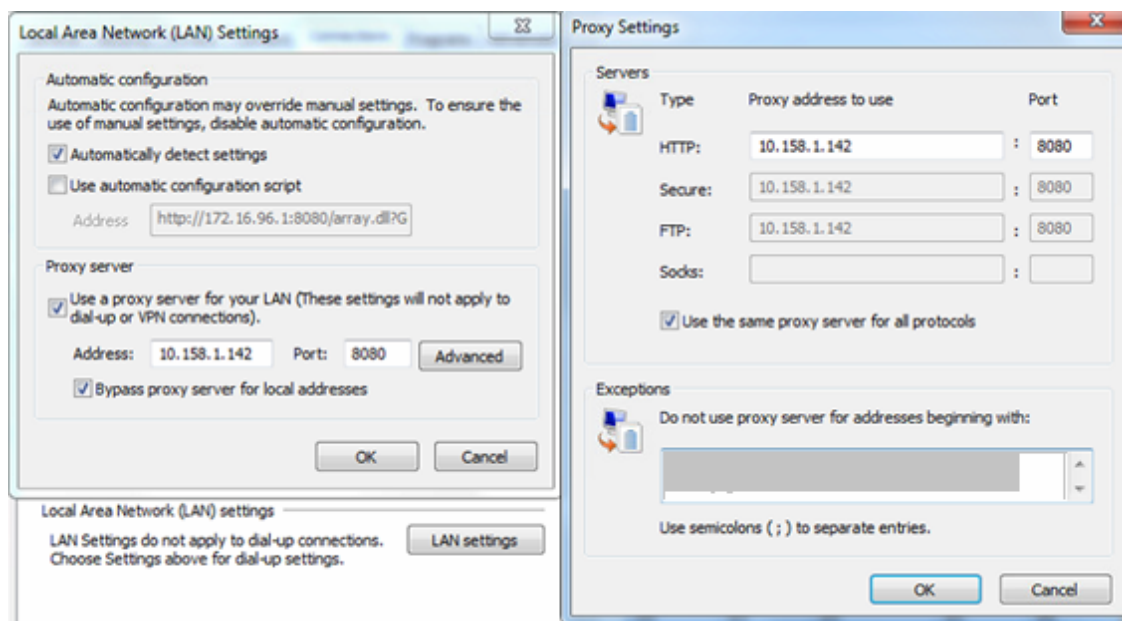 Local Area Network (LAN) Settings
Automatic configuration
Automatic configuration may override manual settings. To ensure the
use of manual settings, disable automatic configuration.
Automatically detect settings
Use automatic configuration script
Address http://172.16.96.1:8080/array.dll?G
Proxy server
Use a proxy server for your LAN (These settings will not apply to
dial-up or VPN connections).
Address: 10.158.1.142 Port: 8080 Advanced
Bypass proxy server for local addresses
OK Cancel
Local Area Network (LAN) settings
LAN Settings do not apply to dial-up connections.
Choose Settings above for dial-up settings.
LAN settings
Proxy Settings
Servers
Type Proxy address to use Port
HTTP: 10.158.1.142 : 8080
Secure: 10.158.1.142 : 8080
FTP: 10.158.1.142 : 8080
Socks: :
Use the same proxy server for all protocols
Exceptions
Do not use proxy server for addresses beginning with:
Use semicolons ( ; ) to separate entries.
OK Cancel